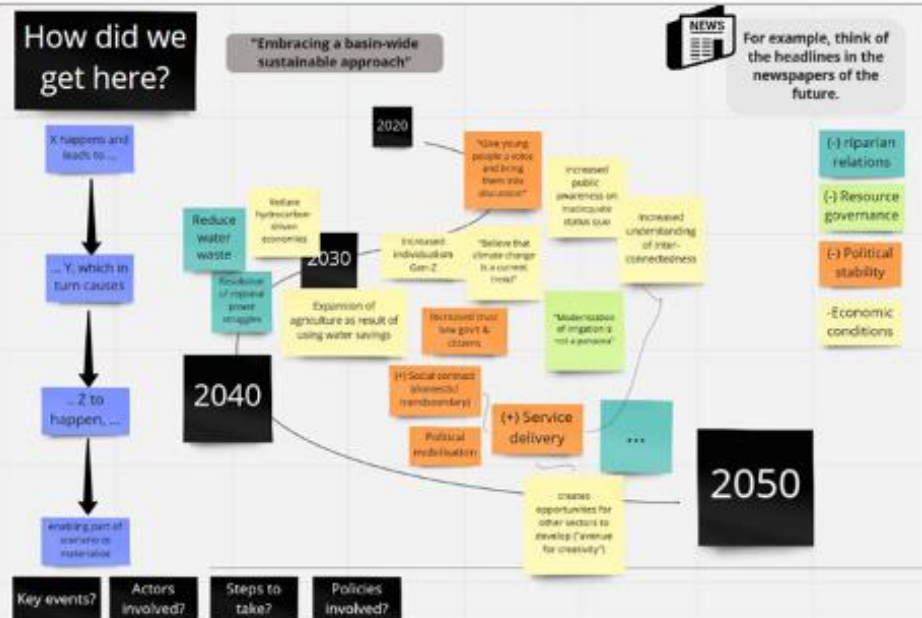 How did we
get here?
"Embracing a basin-wide
sustainable approach"
NEWS
For example, think of
the headlines in the
newspapers of the
future.
X happens and
leads to ...
... Y, which in
turn causes
... Z to
happen, ...
enabling part of
scenario to
materialise
2020
"Give young
people a voice
and bring
them into
discussion"
Increased
public
awareness on
inadequate
status quo
Increased
understanding
of inter-
connectedness
(-) riparian
relations
(-) Resource
governance
(-) Political
stability
-Economic
conditions
Reduce
water
waste
Reduce
hydrocarbon
driven
economies
2030
Increased
individualism
Gen-Z
"Believe that
climate change
is a current
trend"
Resolution
of regional
power
struggles
Expansion of
agriculture as result of
using water savings
Increased trust
gov't &
citizens
"Modernisation
of irrigation is
not a panacea"
2040
(+) Social contract
(domestic/
transboundary)
(+) Service
delivery
...
Political
mobilisation
2050
creates
opportunities for
other sectors to
develop ("avenue
for creativity")
Key events?
Actors
involved?
Steps to
take?
Policies
involved?